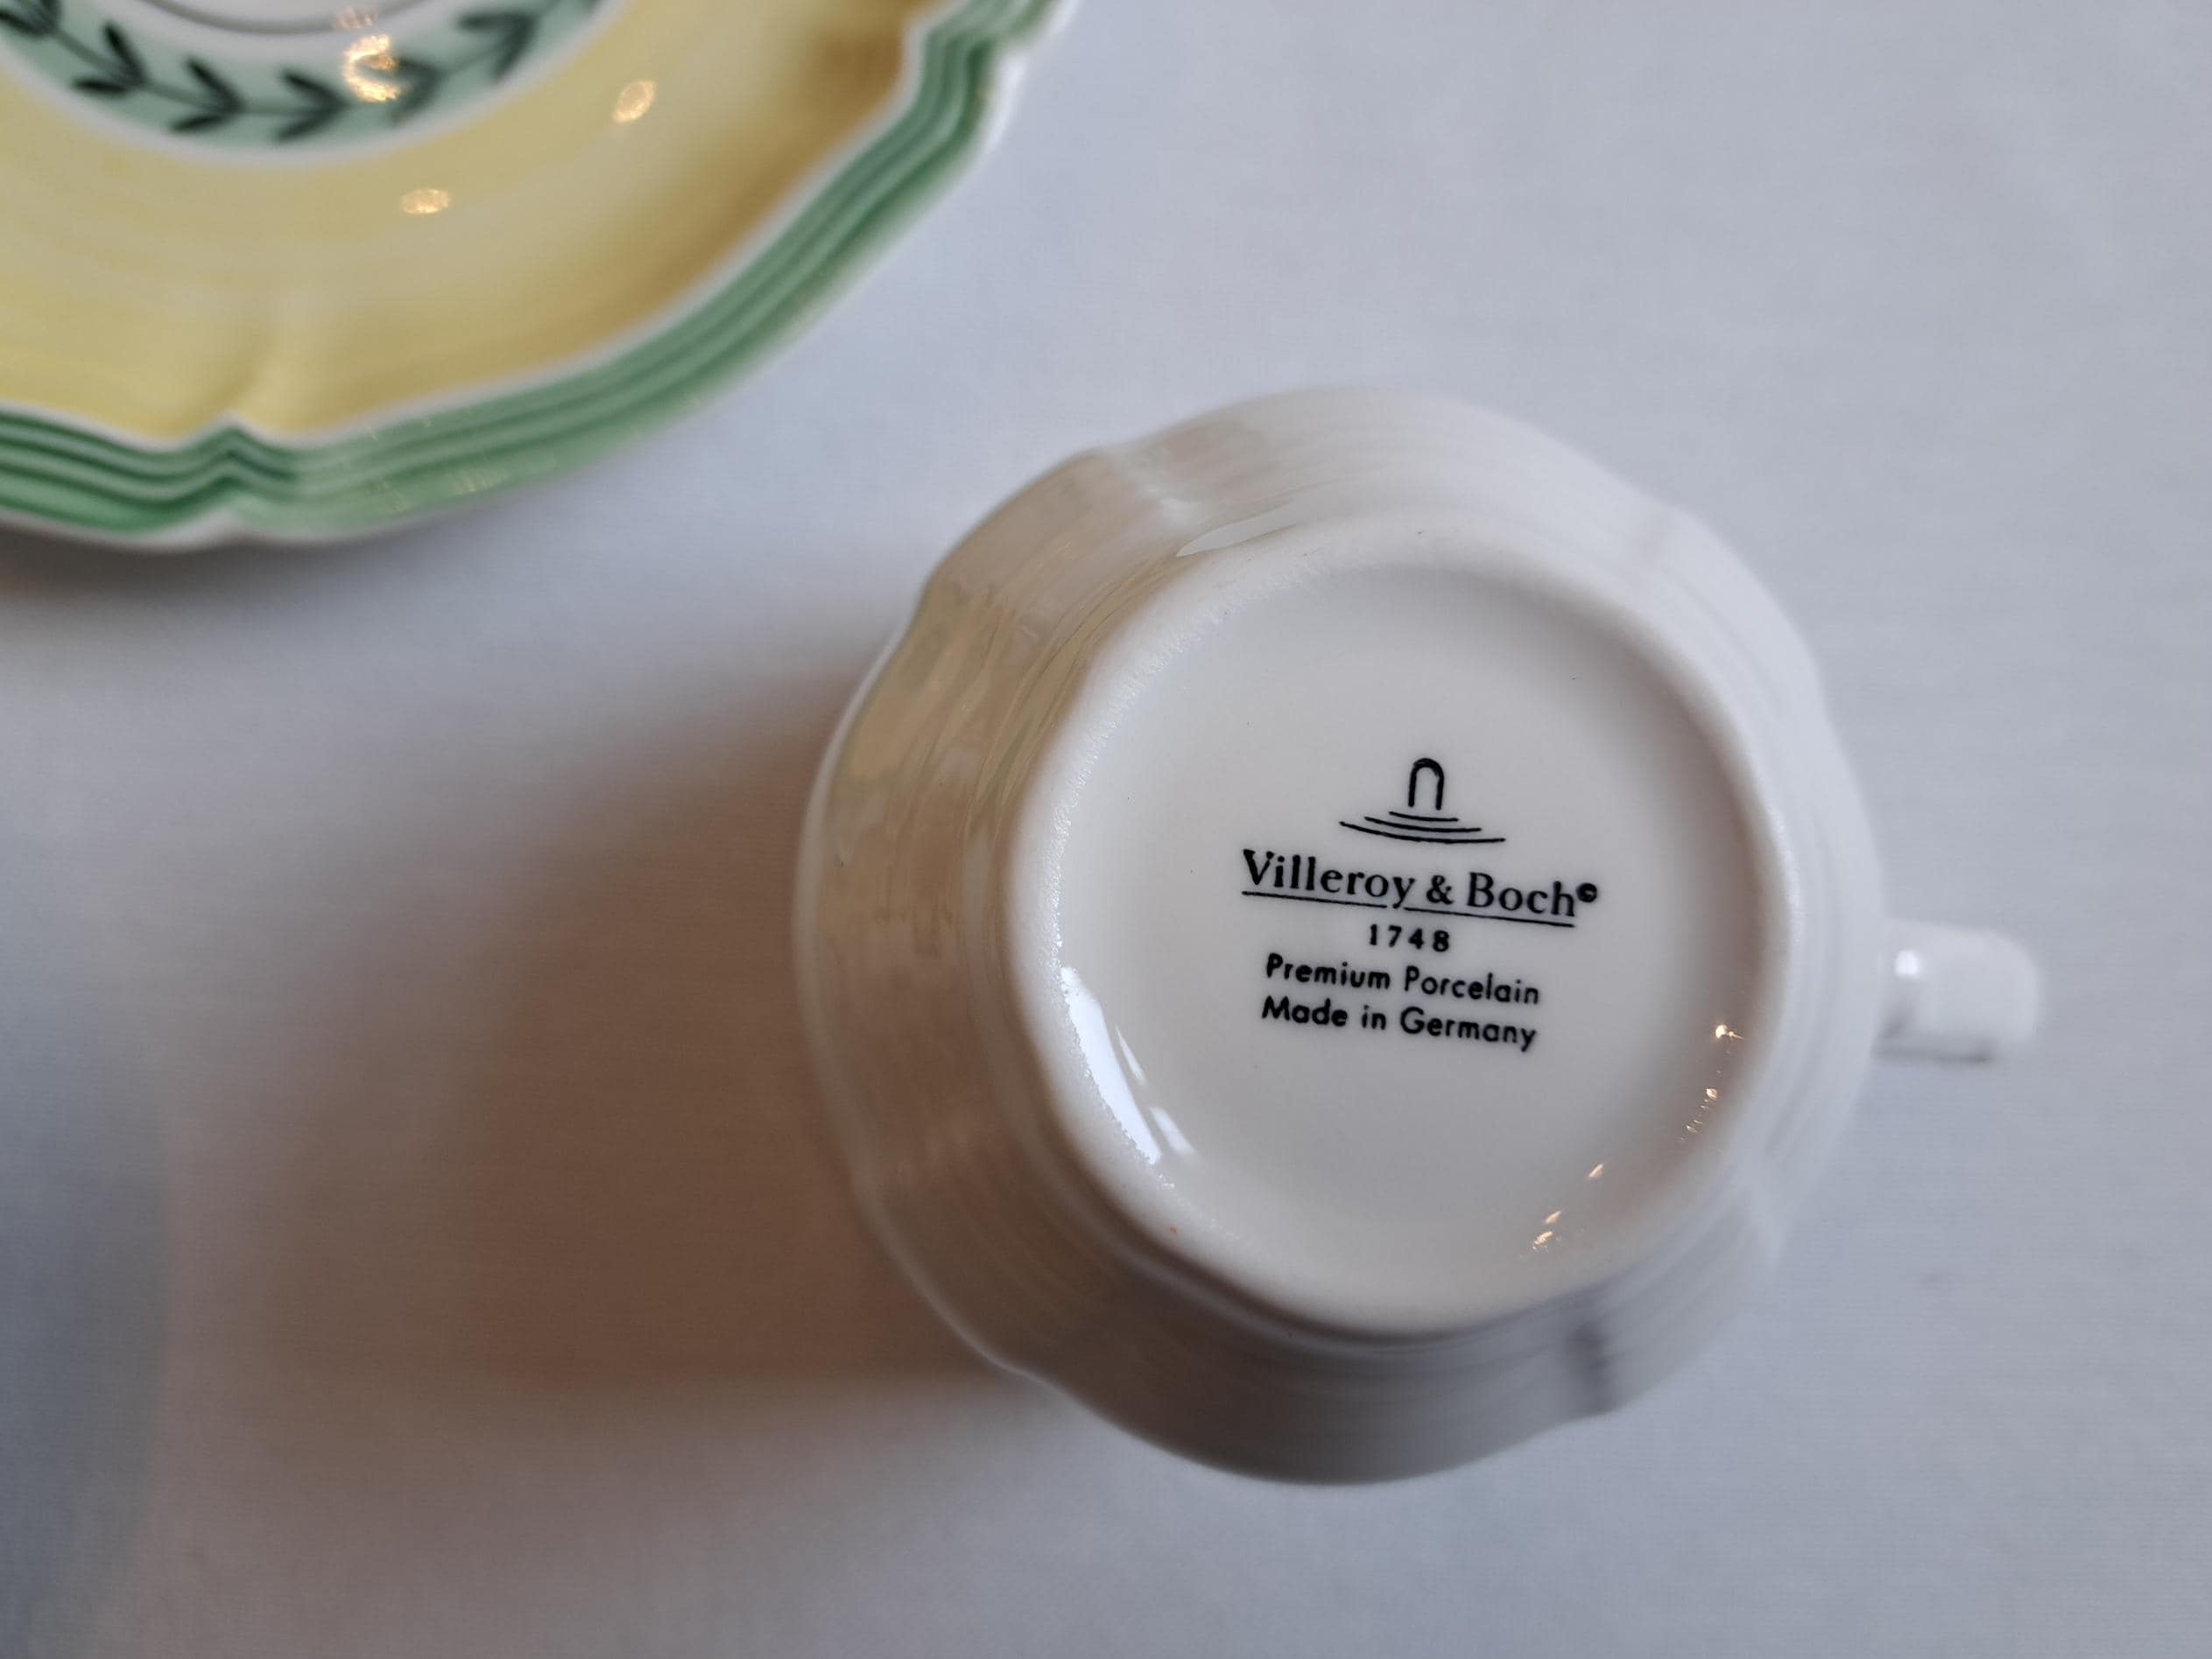 Villeroy & Boch©
1748
Premium Porcelain
Made in Germany